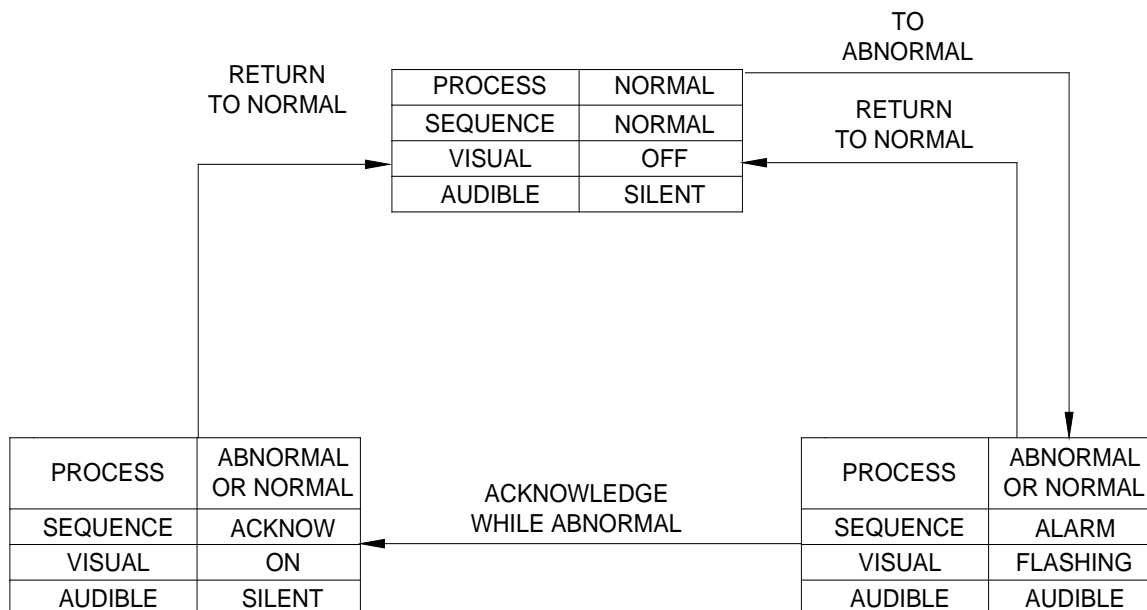 TO
ABNORMAL
RETURN
TO NORMAL
PROCESS NORMAL
SEQUENCE NORMAL
VISUAL OFF
AUDIBLE SILENT
RETURN
TO NORMAL
PROCESS
ABNORMAL
OR NORMAL
SEQUENCE ACKNOW
VISUAL ON
AUDIBLE SILENT
ACKNOWLEDGE
WHILE ABNORMAL
PROCESS
ABNORMAL
OR NORMAL
SEQUENCE ALARM
VISUAL FLASHING
AUDIBLE AUDIBLE